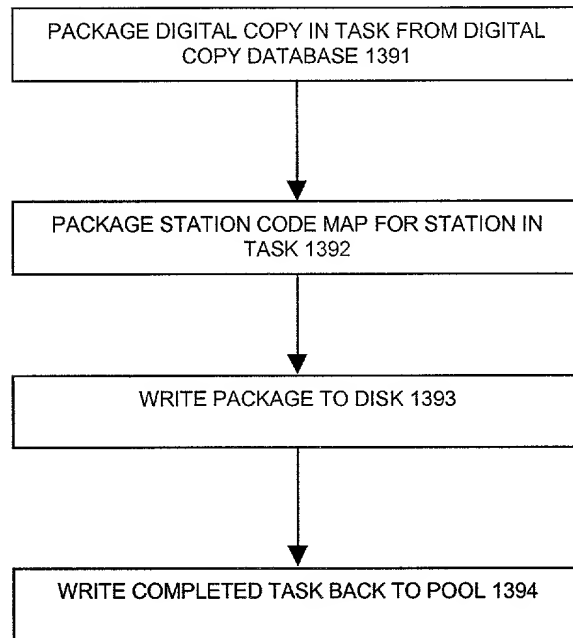 PACKAGE DIGITAL COPY IN TASK FROM DIGITAL
COPY DATABASE 1391
PACKAGE STATION CODE MAP FOR STATION IN
TASK 1392
WRITE PACKAGE TO DISK 1393
WRITE COMPLETED TASK BACK TO POOL 1394